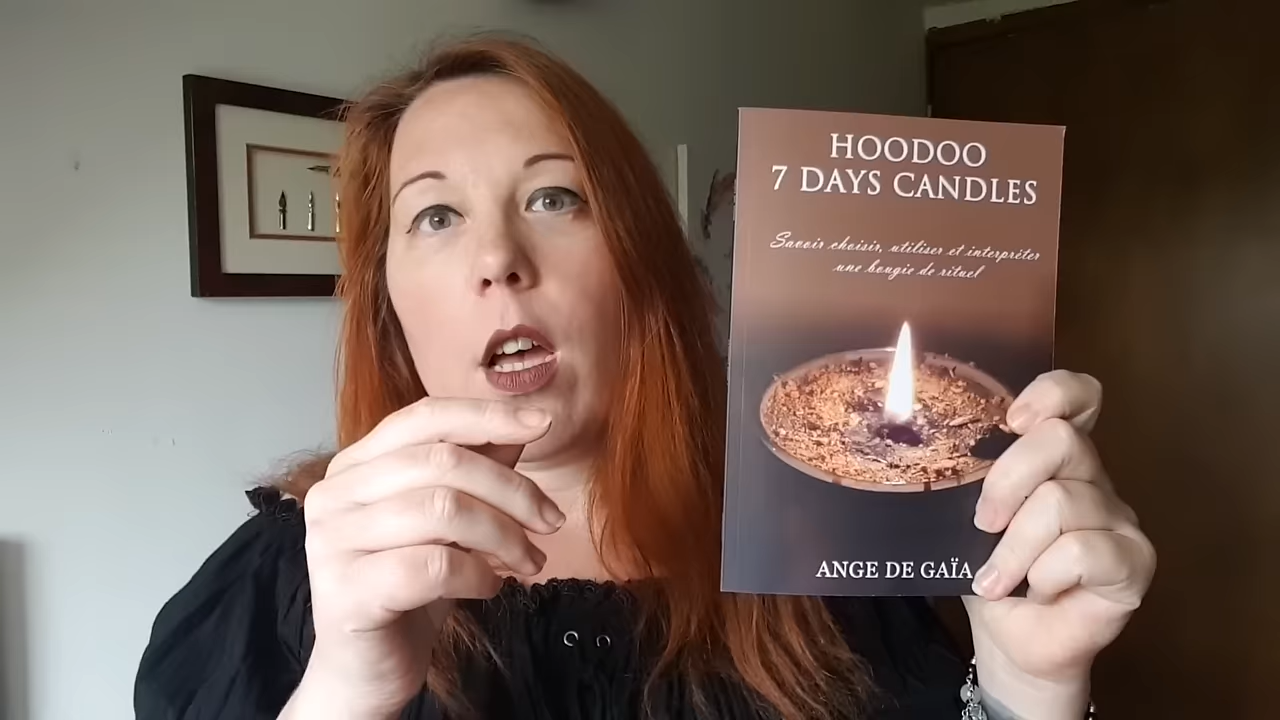 HOODOO
7 DAYS CANDLES
Savoir choisir, utiliser et interpréter
une bougie de rituel
ANGE DE GAÏA